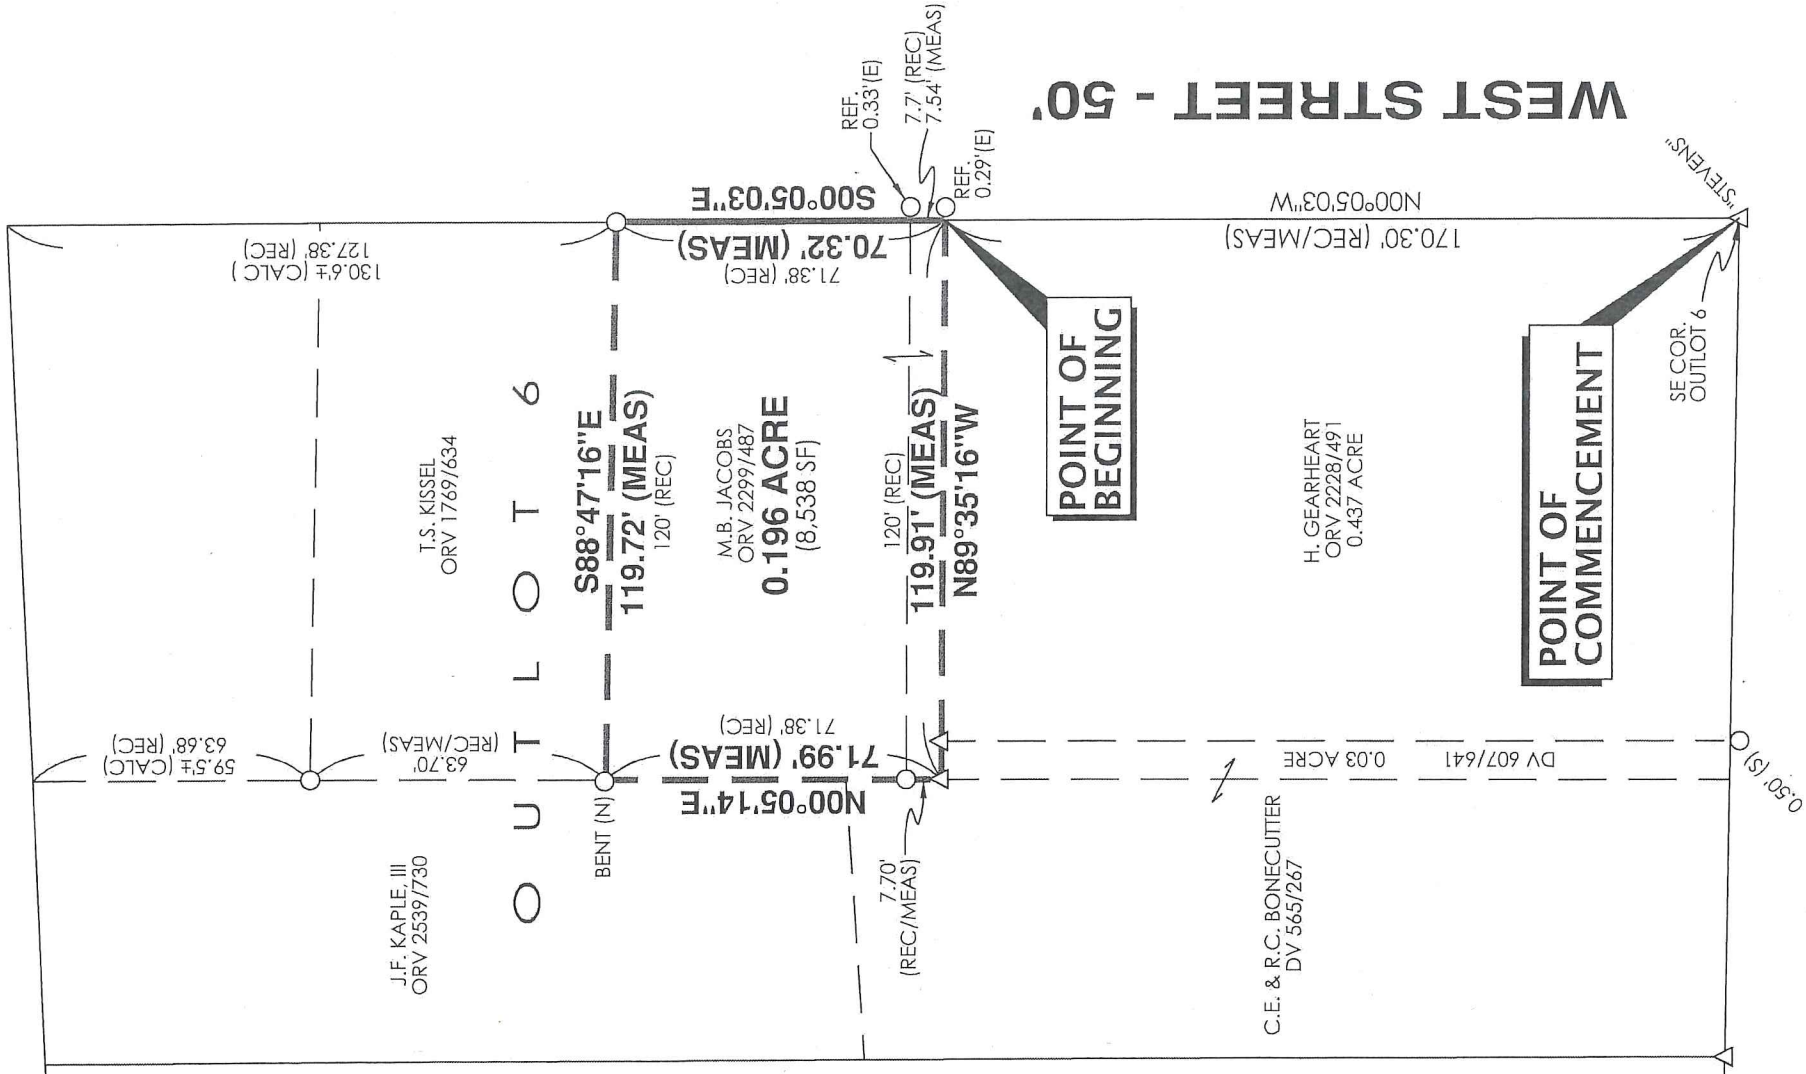 WEST STREET - 50'
130.6'± (CALC )
127.38' (REC)
59.5'± (CALC)
63.68' (REC)
63.70'
(REC/MEAS)
T.S. KISSEL
ORV 1769/634
J.F. KAPLE, III
ORV 2539/730
OUTLOT 6
BENT (N)
S88°47'16"E
119.72' (MEAS)
120' (REC)
S00°05'03"E
70.32' (MEAS)
71.38' (REC)
REF.
0.33'(E)
7.7' (REC)
7.54' (MEAS)
REF.
0.29'(E)
M.B. JACOBS
ORV 2299/487
0.196 ACRE
(8,538 SF)
N00°05'14"E
71.99' (MEAS)
71.38' (REC)
7.70'
(REC/MEAS)
120' (REC)
119.91' (MEAS)
N89°35'16"W
POINT OF
BEGINNING
N00°05'03"W
170.30' (REC/MEAS)
H. GEARHEART
ORV 2228/491
0.437 ACRE
POINT OF
COMMENCEMENT
SE COR.
OUTLOT 6
"STEVENS"
DV 607/641
0.03 ACRE
C.E. & R.C. BONECUTTER
DV 565/267
0.50' (S)